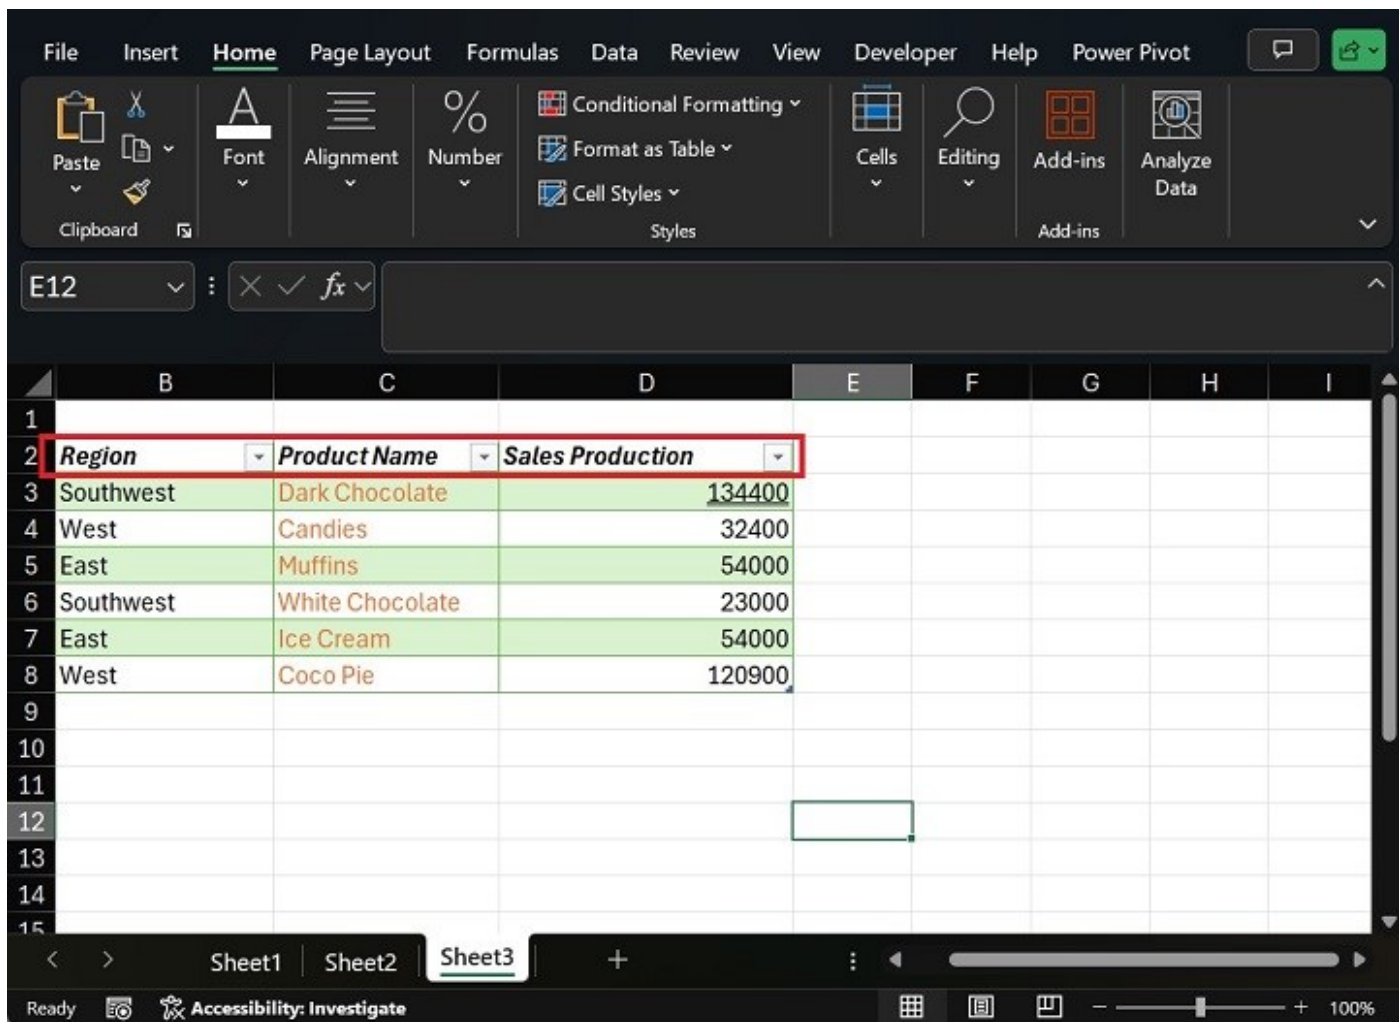 File Insert Home Page Layout Formulas Data Review View Developer Help Power Pivot
Paste Font Alignment Number Conditional Formatting Format as Table Cell Styles Cells Editing Add-ins Analyze Data
Clipboard Styles Add-ins
E12 fx
B C D E F G H I
1
2 Region Product Name Sales Production
3 Southwest Dark Chocolate 134400
4 West Candies 32400
5 East Muffins 54000
6 Southwest White Chocolate 23000
7 East Ice Cream 54000
8 West Coco Pie 120900
9
10
11
12
13
14
15
Sheet1 Sheet2 Sheet3 +
Ready Accessibility: Investigate - + 100%